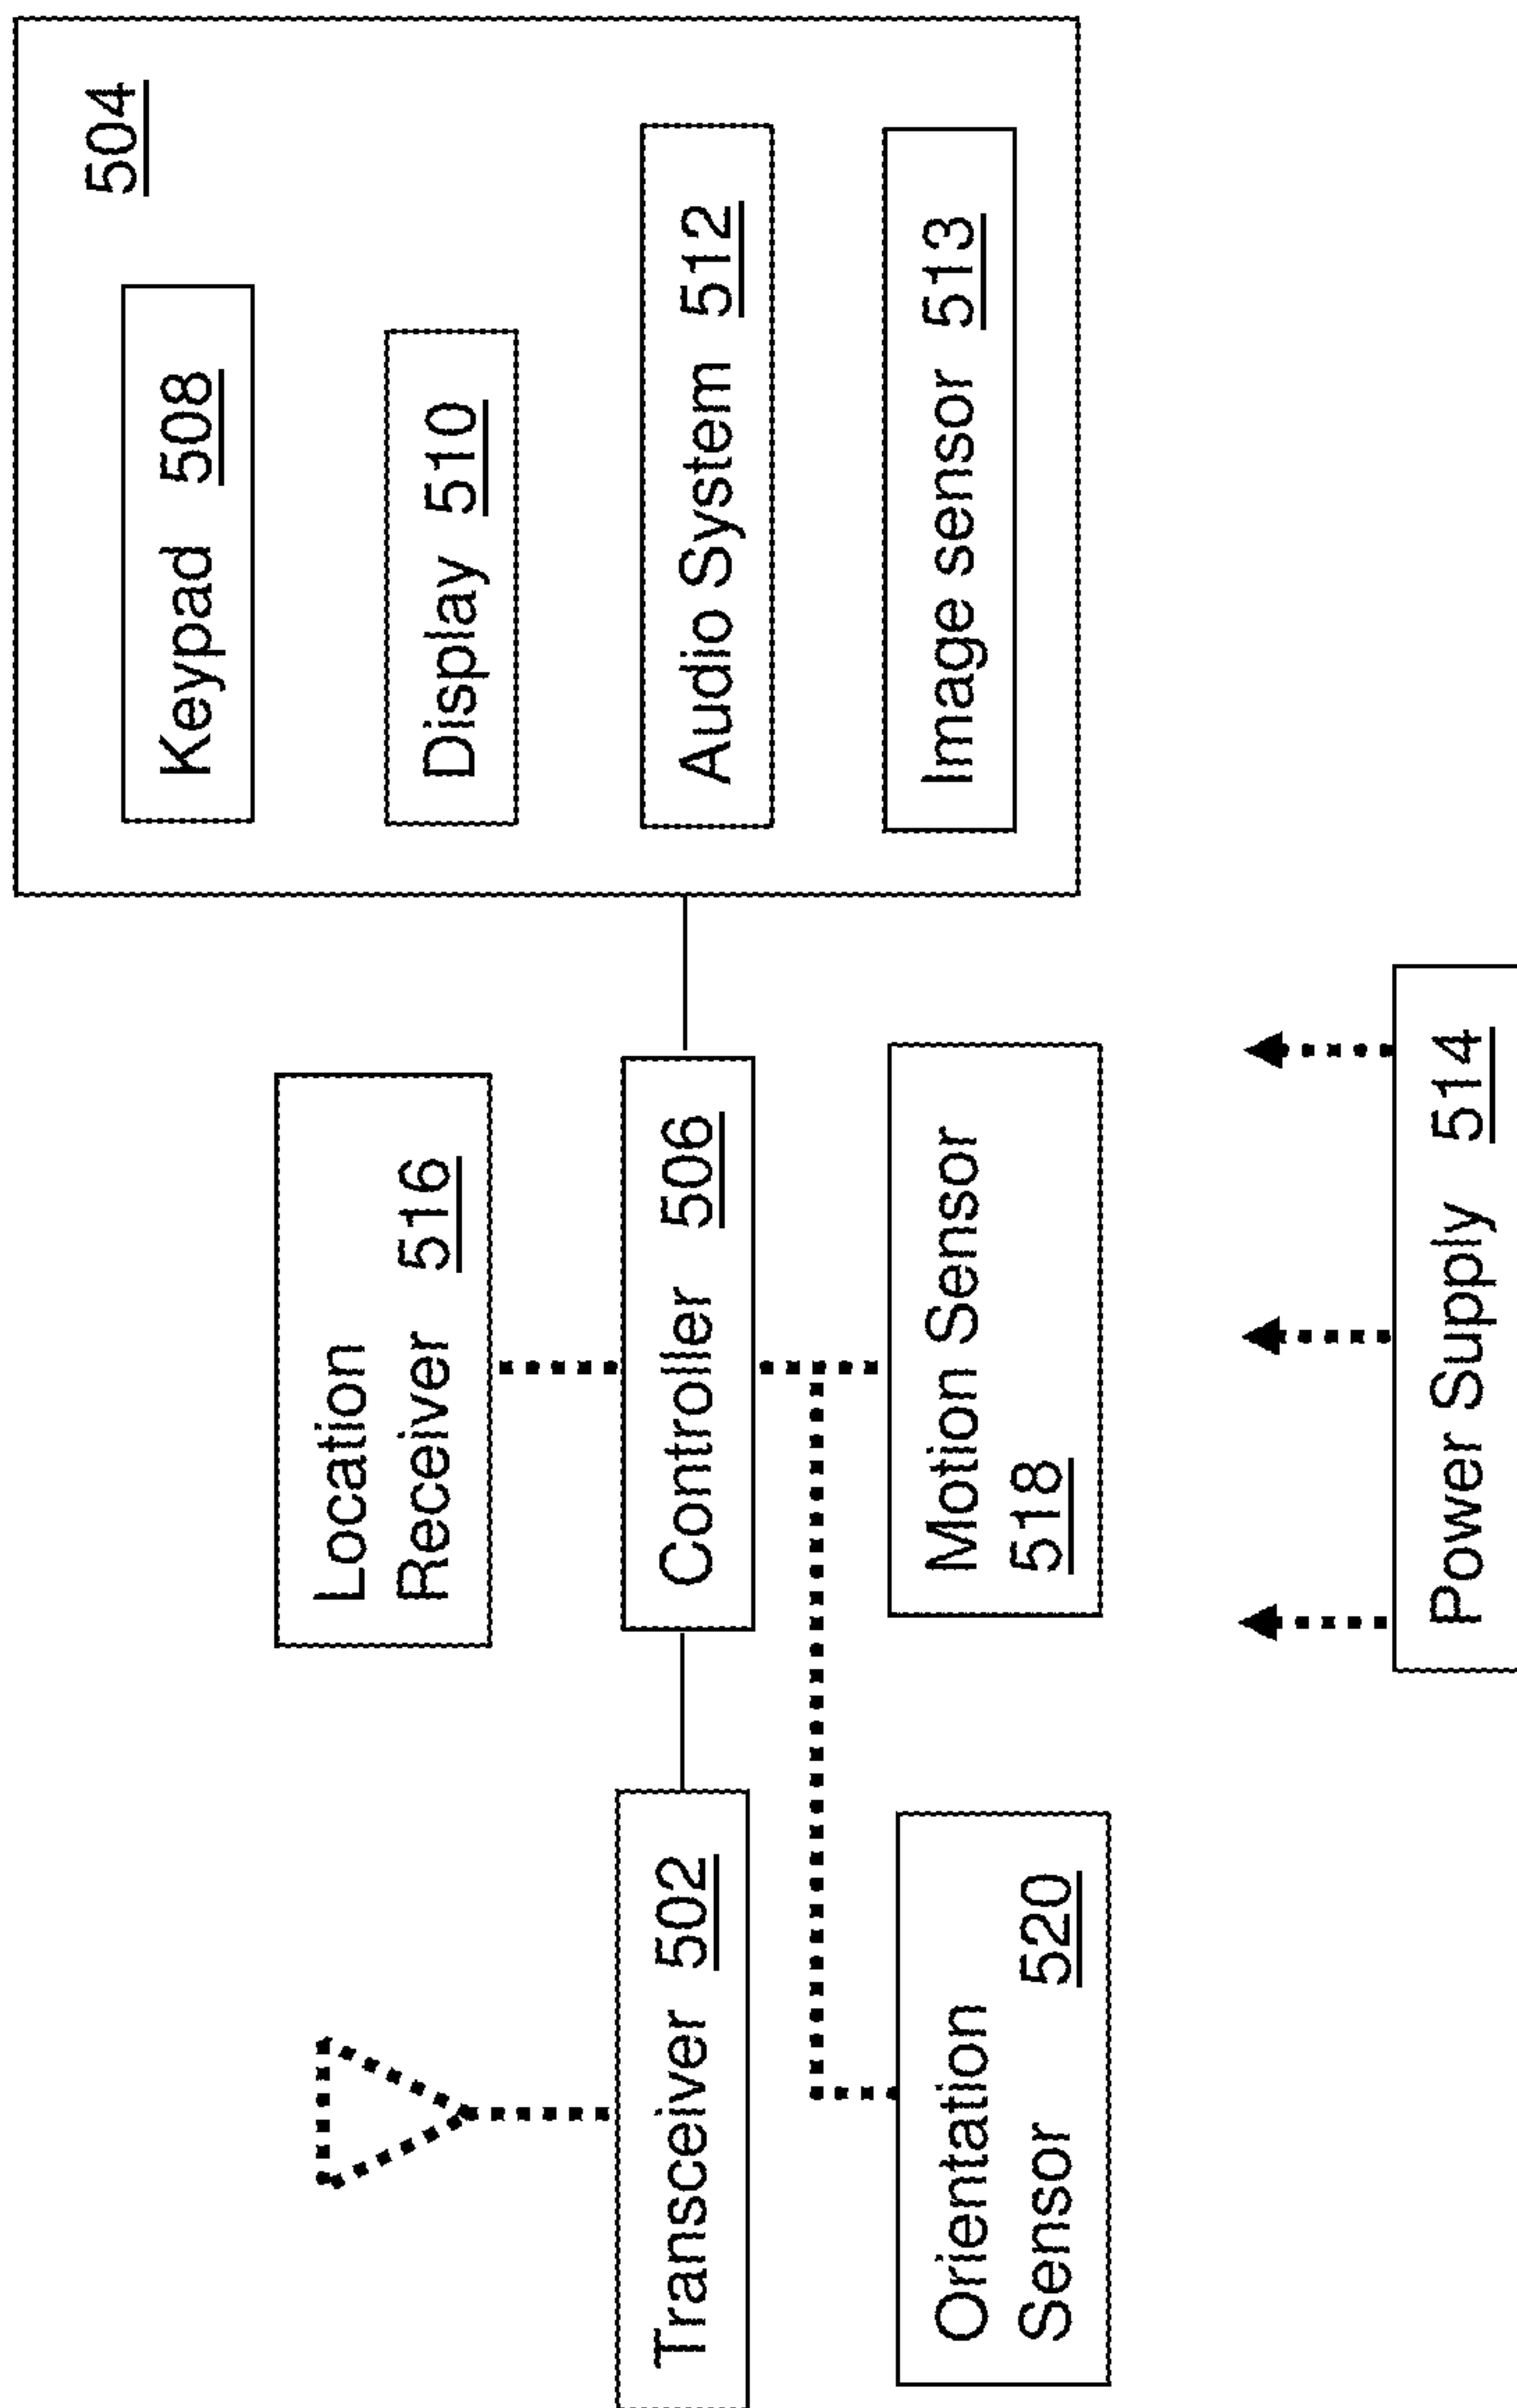 504
Keypad 508
Display 510
Audio System 512
Image sensor 513
Location
Receiver 516
Controller 506
Motion Sensor
518
Transceiver 502
Orientation
Sensor 520
Power Supply 514